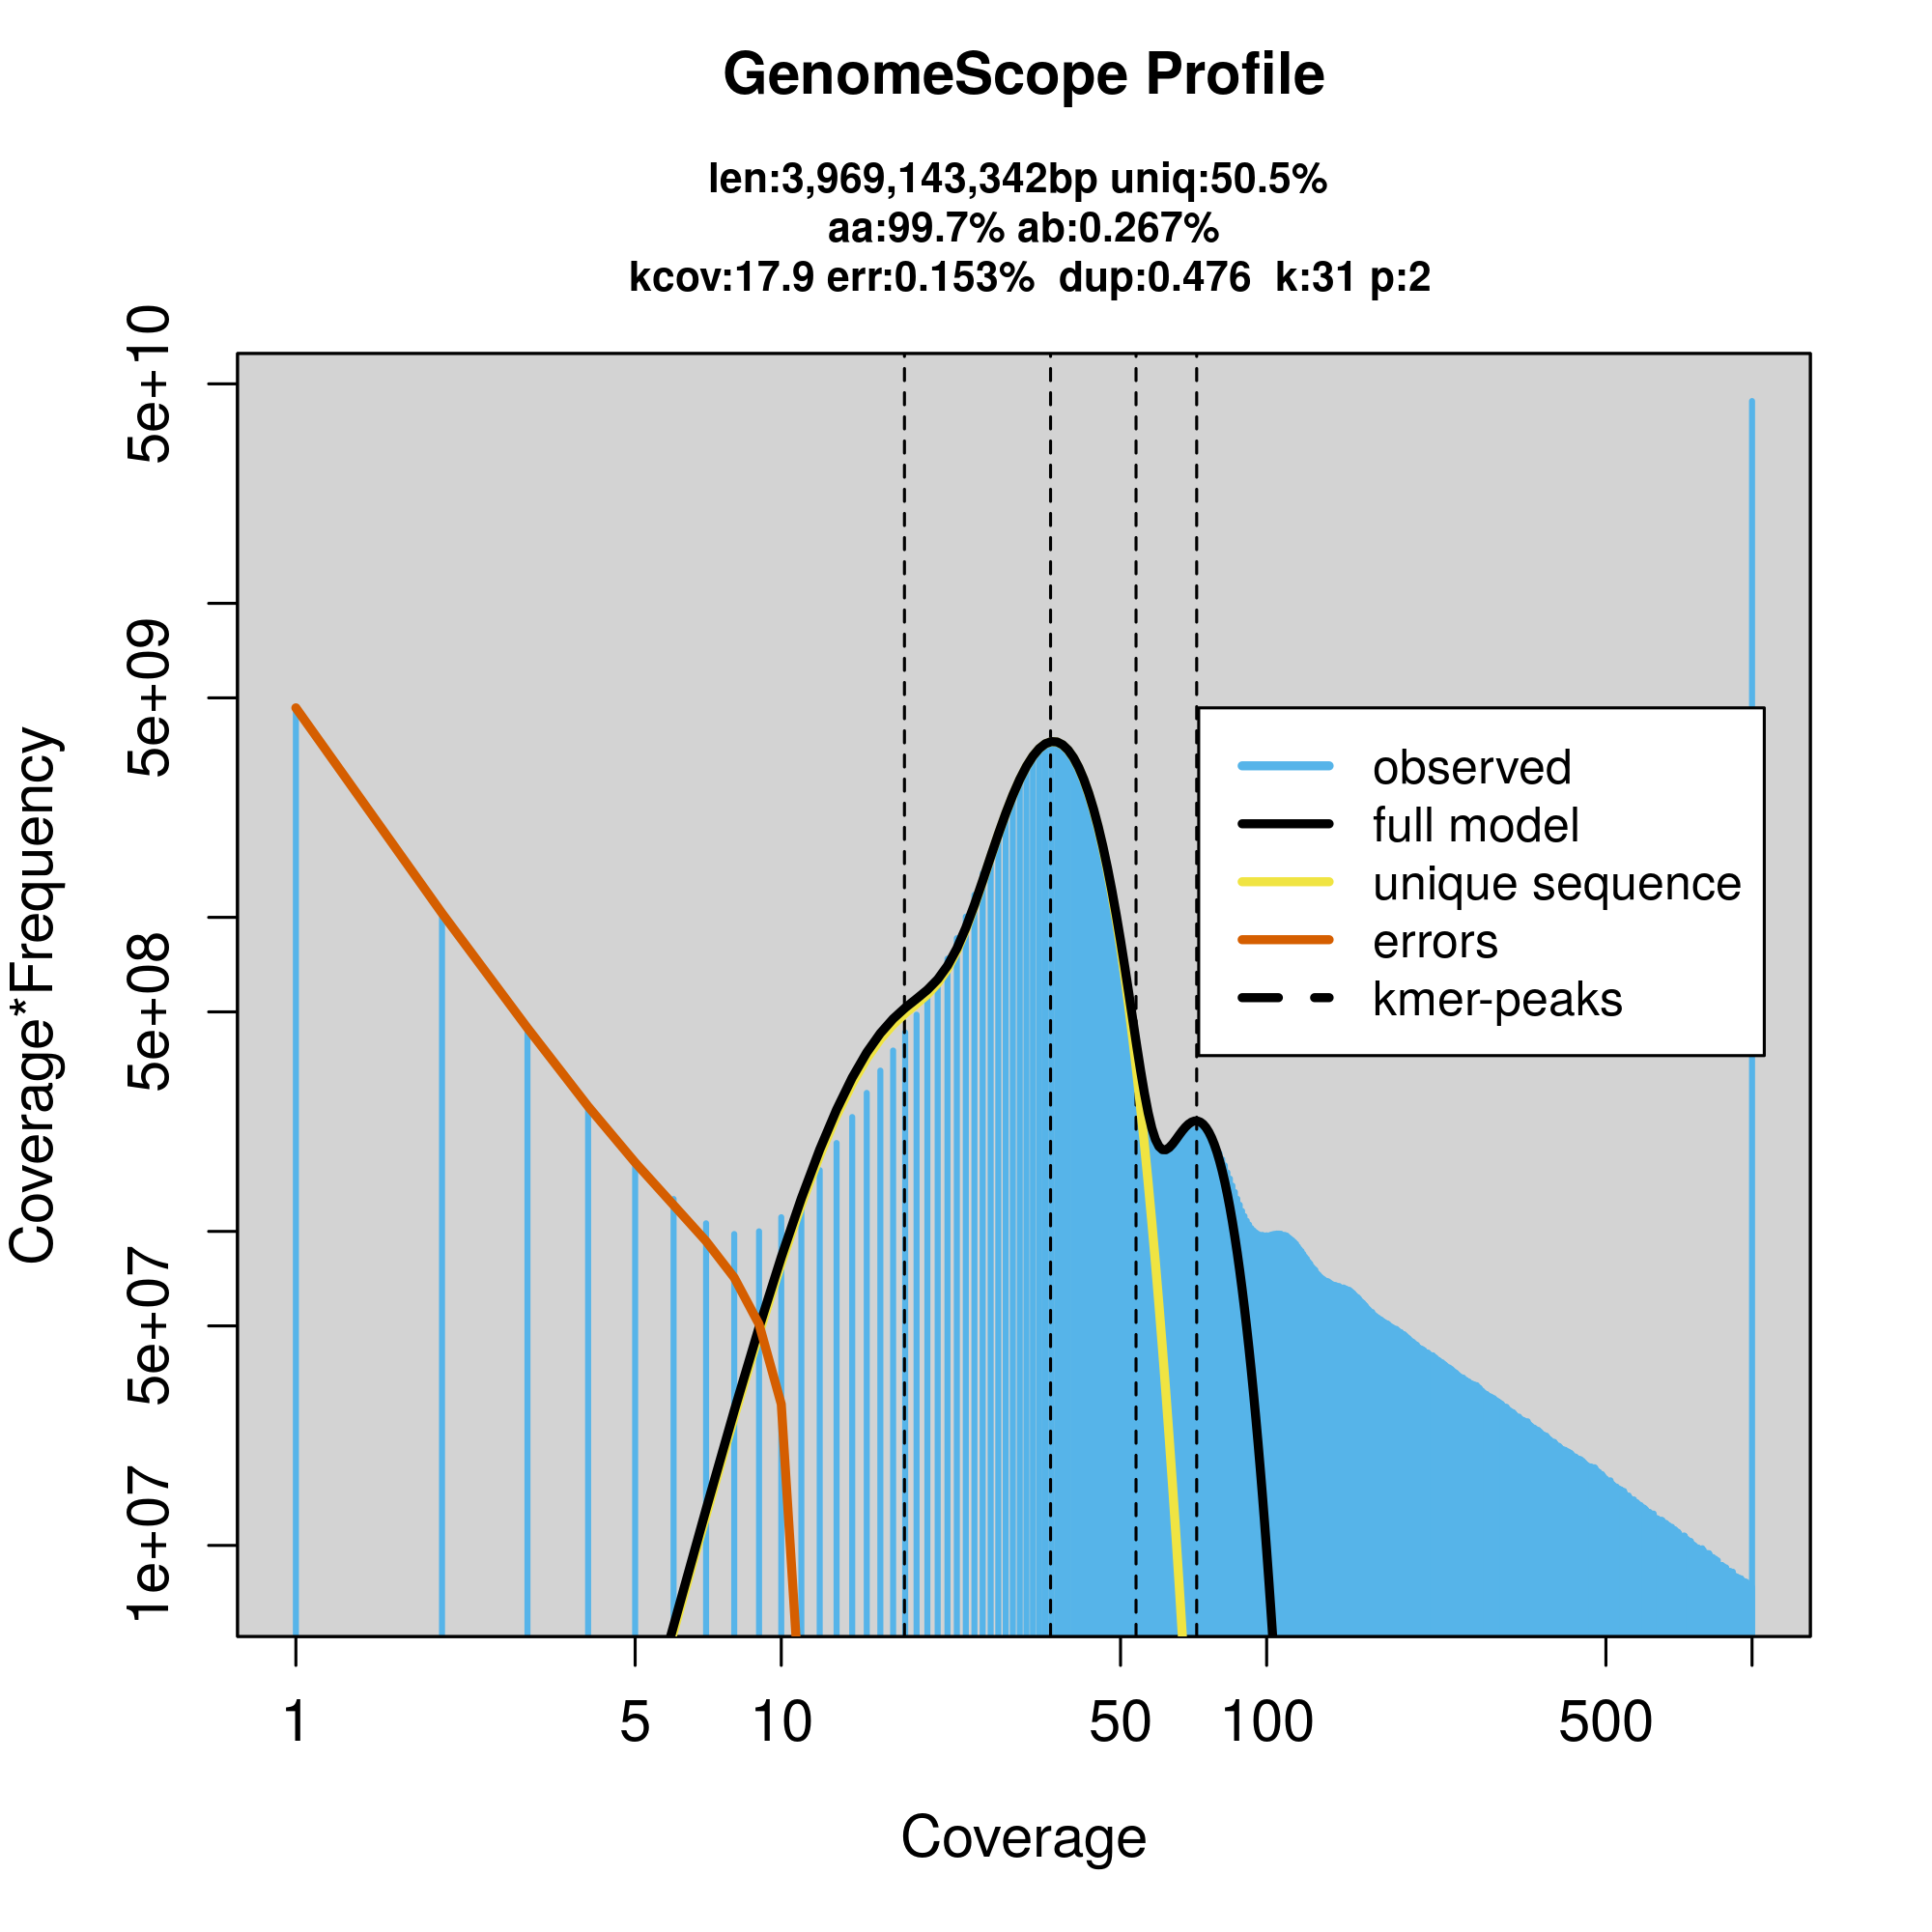 GenomeScope Profile
len:3,969,143,342bp uniq:50.5%
aa:99.7% ab:0.267%
kcov:17.9 err:0.153%  dup:0.476  k:31 p:2
Coverage*Frequency
5e+10
5e+09
5e+08
5e+07
1e+07
observed
full model
unique sequence
errors
kmer-peaks
1 5 10 50 100 500
Coverage